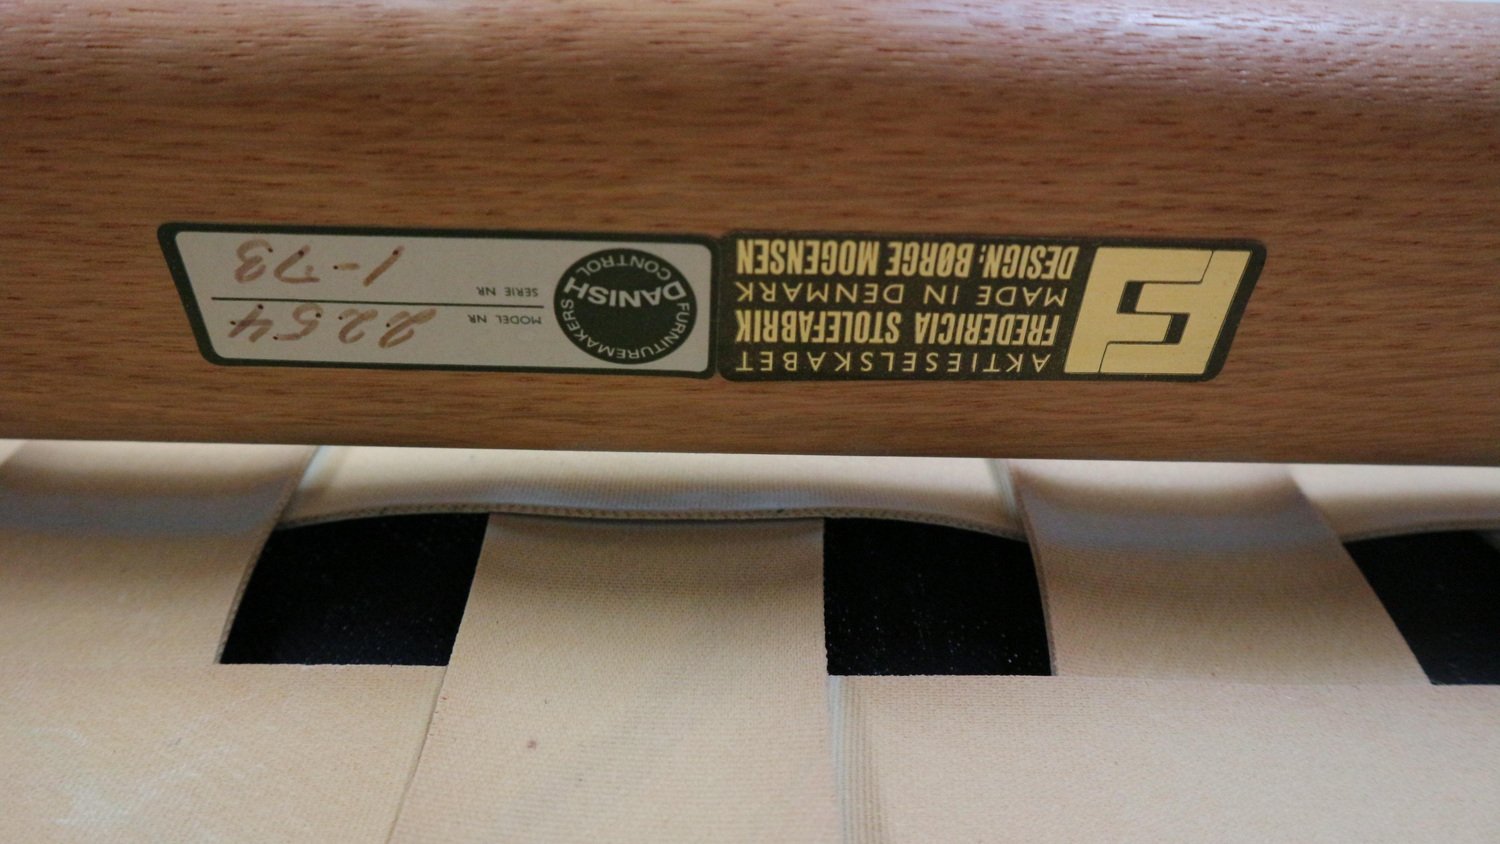 AKTIESELSKABET
FREDERICIA STOLEFABRIK
MADE IN DENMARK
DESIGN: BØRGE MOGENSEN
FURNITUREMAKERS
DANISH
CONTROL
MODEL NR 2254
SERIE NR 1-73